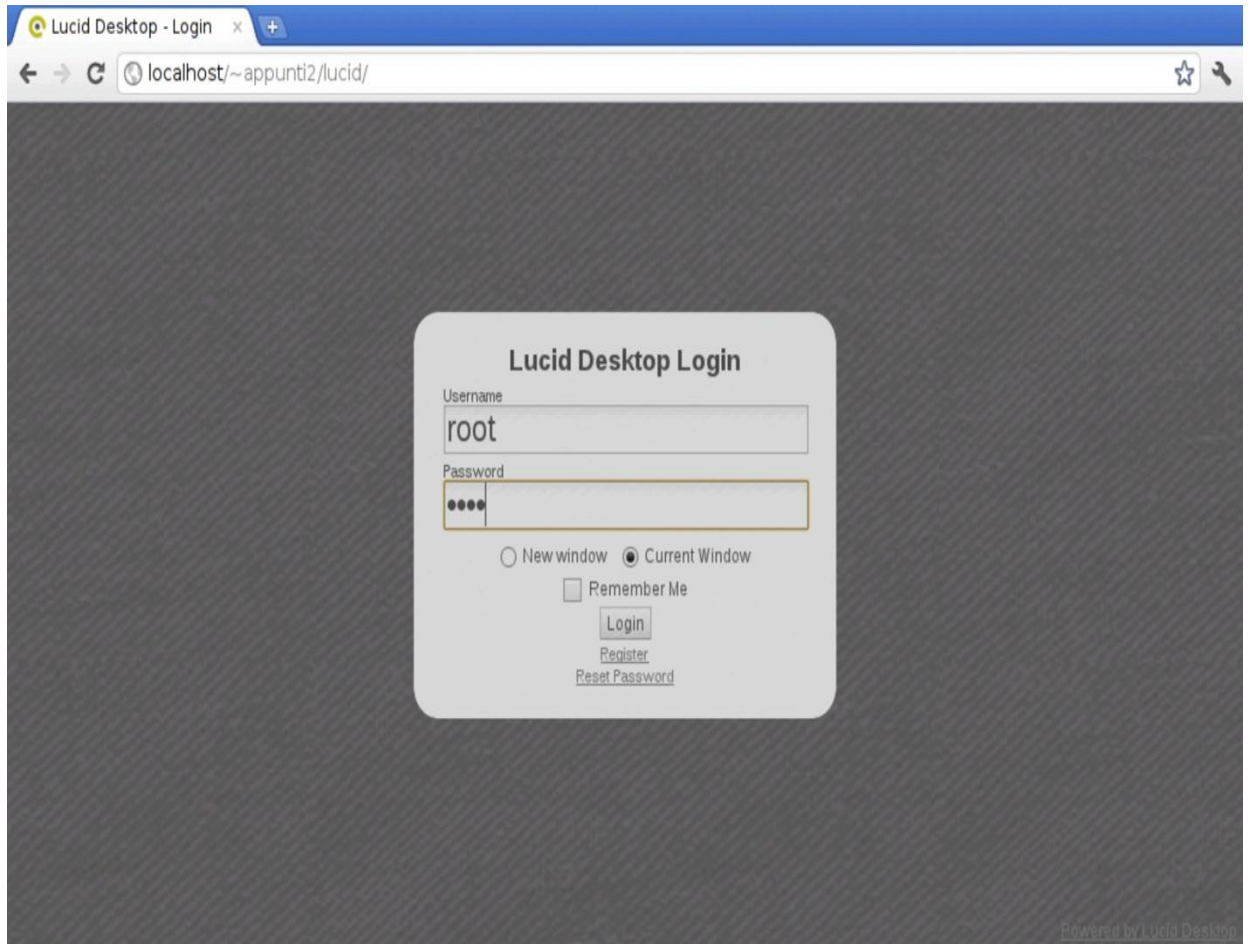 Lucid Desktop - Login
localhost/~appunti2/lucid/
Lucid Desktop Login
Username
root
Password
••••
New window Current Window
Remember Me
Login
Register
Reset Password
Powered by Lucid Desktop